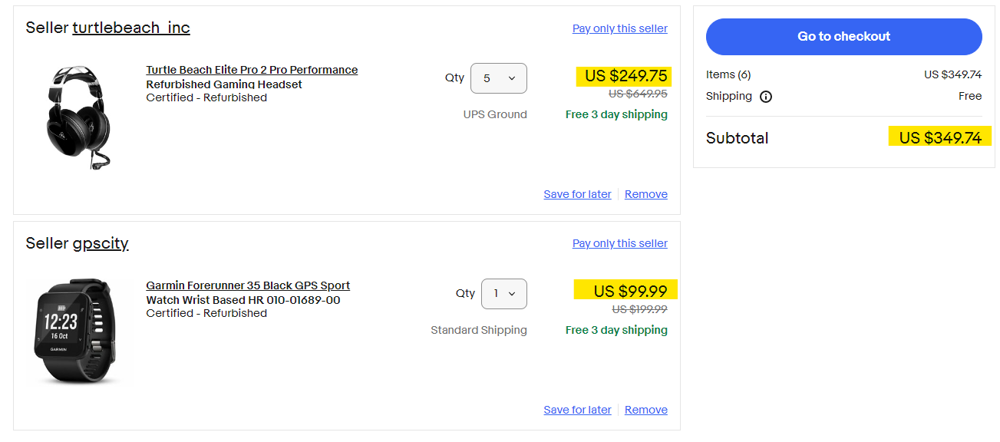 Seller turtlebeach_inc
Pay only this seller
Turtle Beach Elite Pro 2 Pro Performance
Refurbished Gaming Headset
Certified - Refurbished
Qty 5
US $249.75
US $649.95
UPS Ground
Free 3 day shipping
Save for later
Remove
Seller gpscity
Pay only this seller
12:23
16 Oct
GARMIN
Garmin Forerunner 35 Black GPS Sport
Watch Wrist Based HR 010-01689-00
Certified - Refurbished
Qty 1
US $99.99
US $199.99
Standard Shipping
Free 3 day shipping
Save for later
Remove
Go to checkout
Items (6) US $349.74
Shipping Free
Subtotal US $349.74